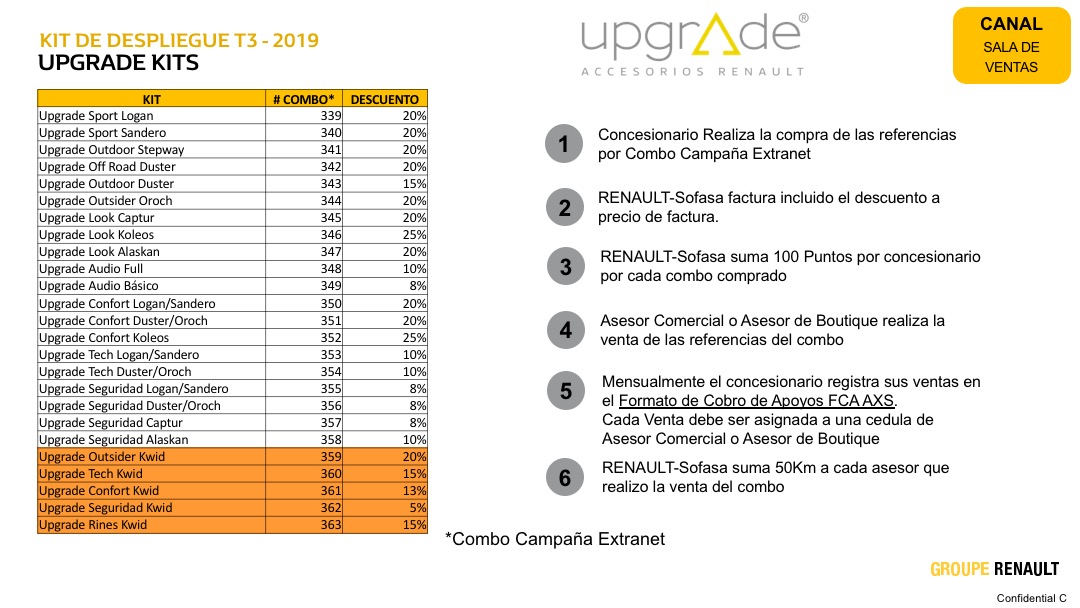 KIT DE DESPLIEGUE T3 - 2019
UPGRADE KITS
upgrAde®
ACCESORIOS RENAULT
CANAL
SALA DE
VENTAS
KIT # COMBO* DESCUENTO
Upgrade Sport Logan 339 20%
Upgrade Sport Sandero 340 20%
Upgrade Outdoor Stepway 341 20%
Upgrade Off Road Duster 342 20%
Upgrade Outdoor Duster 343 15%
Upgrade Outsider Oroch 344 20%
Upgrade Look Captur 345 20%
Upgrade Look Koleos 346 25%
Upgrade Look Alaskan 347 20%
Upgrade Audio Full 348 10%
Upgrade Audio Básico 349 8%
Upgrade Confort Logan/Sandero 350 20%
Upgrade Confort Duster/Oroch 351 20%
Upgrade Confort Koleos 352 25%
Upgrade Tech Logan/Sandero 353 10%
Upgrade Tech Duster/Oroch 354 10%
Upgrade Seguridad Logan/Sandero 355 8%
Upgrade Seguridad Duster/Oroch 356 8%
Upgrade Seguridad Captur 357 8%
Upgrade Seguridad Alaskan 358 10%
Upgrade Outsider Kwid 359 20%
Upgrade Tech Kwid 360 15%
Upgrade Confort Kwid 361 13%
Upgrade Seguridad Kwid 362 5%
Upgrade Rines Kwid 363 15%
1 Concesionario Realiza la compra de las referencias
por Combo Campaña Extranet
2 RENAULT-Sofasa factura incluido el descuento a
precio de factura.
3 RENAULT-Sofasa suma 100 Puntos por concesionario
por cada combo comprado
4 Asesor Comercial o Asesor de Boutique realiza la
venta de las referencias del combo
5 Mensualmente el concesionario registra sus ventas en
el Formato de Cobro de Apoyos FCA AXS.
Cada Venta debe ser asignada a una cedula de
Asesor Comercial o Asesor de Boutique
6 RENAULT-Sofasa suma 50Km a cada asesor que
realizo la venta del combo
*Combo Campaña Extranet
GROUPE RENAULT
Confidential C